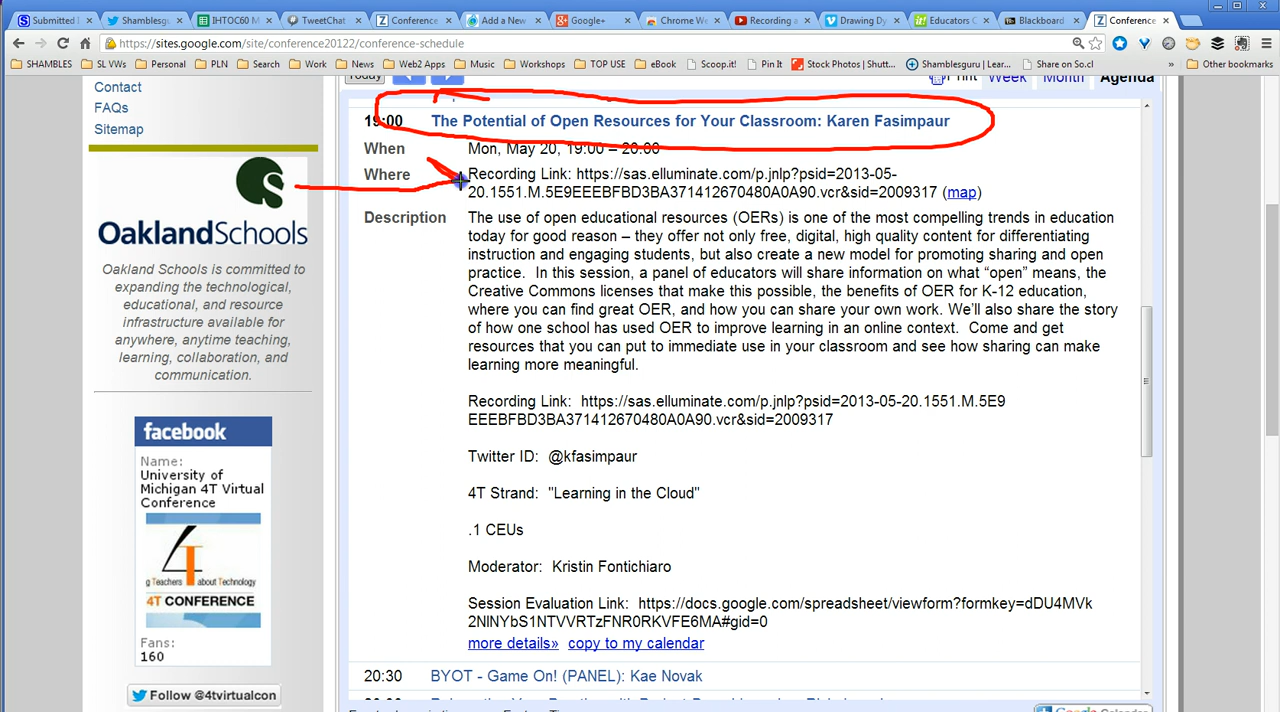 Submitted
Shamblesg
IHTOC60 M
TweetChat
Conference
Add a New
Google+
Chrome We
Recording a
Drawing Dy
Educators C
Blackboard
Conference
https://sites.google.com/site/conference20122/conference-schedule
SHAMBLES
SL VWs
Personal
PLN
Search
Work
News
Web2 Apps
Music
Workshops
TOP USE
eBook
Scoop.it!
Pin It
Stock Photos | Shutt...
Shamblesguru | Lear...
Share on So.cl
»
Other bookmarks
Contact
FAQs
Sitemap
OaklandSchools
Oakland Schools is committed to
expanding the technological,
educational, and resource
infrastructure available for
anywhere, anytime teaching,
learning, collaboration, and
communication.
facebook
Name:
University of
Michigan 4T Virtual
Conference
4T
g Teachers about Technology
4T CONFERENCE
Fans:
160
Follow @4tvirtualcon
Today
Print
Week
Month
Agenda
19:00 The Potential of Open Resources for Your Classroom: Karen Fasimpaur
When Mon, May 20, 19:00 – 20:00
Where Recording Link: https://sas.elluminate.com/p.jnlp?psid=2013-05-
20.1551.M.5E9EEEBFBD3BA371412670480A0A90.vcr&sid=2009317 (map)
Description The use of open educational resources (OERs) is one of the most compelling trends in education
today for good reason – they offer not only free, digital, high quality content for differentiating
instruction and engaging students, but also create a new model for promoting sharing and open
practice. In this session, a panel of educators will share information on what “open” means, the
Creative Commons licenses that make this possible, the benefits of OER for K-12 education,
where you can find great OER, and how you can share your own work. We’ll also share the story
of how one school has used OER to improve learning in an online context. Come and get
resources that you can put to immediate use in your classroom and see how sharing can make
learning more meaningful.
Recording Link: https://sas.elluminate.com/p.jnlp?psid=2013-05-20.1551.M.5E9
EEEBFBD3BA371412670480A0A90.vcr&sid=2009317
Twitter ID: @kfasimpaur
4T Strand: "Learning in the Cloud"
.1 CEUs
Moderator: Kristin Fontichiaro
Session Evaluation Link: https://docs.google.com/spreadsheet/viewform?formkey=dDU4MVk
2NlNYbS1NTVVRTzFNR0RKVFE6MA#gid=0
more details» copy to my calendar
20:30 BYOT - Game On! (PANEL): Kae Novak